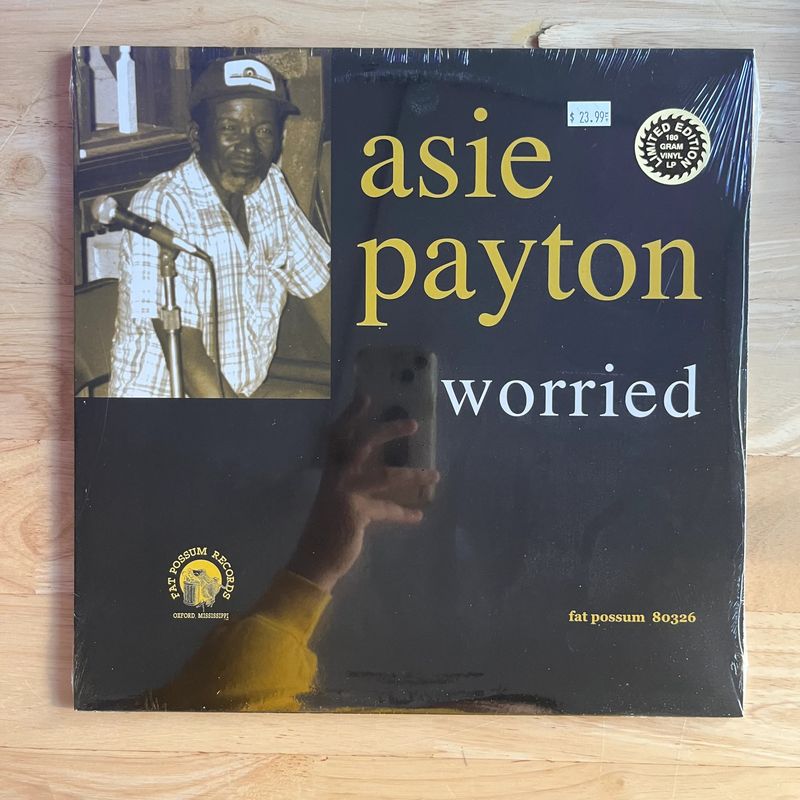 asie
payton
worried
$ 23.99
LIMITED EDITION
180
GRAM
VINYL
LP
FAT POSSUM RECORDS
OXFORD, MISSISSIPPI
fat possum 80326